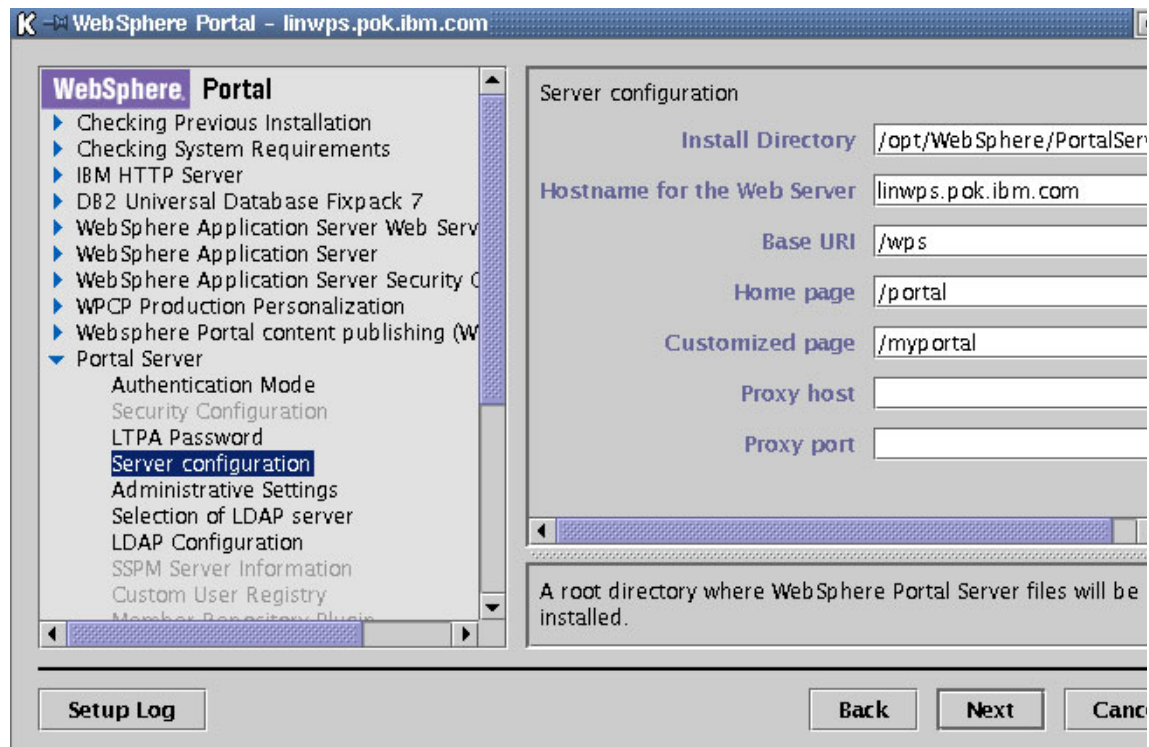 WebSphere Portal - linwps.pok.ibm.com
WebSphere Portal
Checking Previous Installation
Checking System Requirements
IBM HTTP Server
DB2 Universal Database Fixpack 7
WebSphere Application Server Web Serv
WebSphere Application Server
WebSphere Application Server Security
WPCP Production Personalization
Websphere Portal content publishing (W
Portal Server
Authentication Mode
Security Configuration
LTPA Password
Server configuration
Administrative Settings
Selection of LDAP server
LDAP Configuration
SSPM Server Information
Custom User Registry
Member Repository Plugin
Server configuration
Install Directory /opt/WebSphere/PortalSer
Hostname for the Web Server linwps.pok.ibm.com
Base URI /wps
Home page /portal
Customized page /myportal
Proxy host
Proxy port
A root directory where WebSphere Portal Server files will be
installed.
Setup Log
Back
Next
Canc